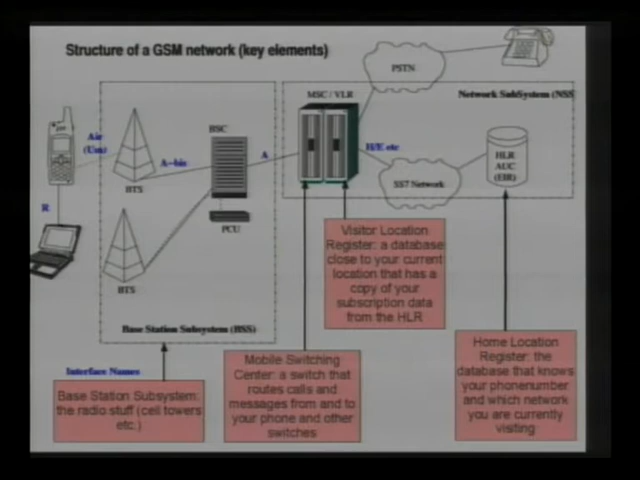 Structure of a GSM network (key elements)
PSTN
MSC / VLR
Network SubSystem (NSS
Air
(Um)
BSC
A-bis
A
H/E etc
HLR
AUC
(EIR)
BTS
SS7 Network
R
PCU
BTS
Visitor Location
Register: a database
close to your current
location that has a
copy of your
subscription data
from the HLR
Base Station Subsystem (BSS)
Interface Names
Base Station Subsystem:
the radio stuff (cell towers
etc.)
Mobile Switching
Center: a switch that
routes calls and
messages from and to
your phone and other
switches
Home Location
Register: the
database that knows
your phonenumber
and which network
you are currently
visiting